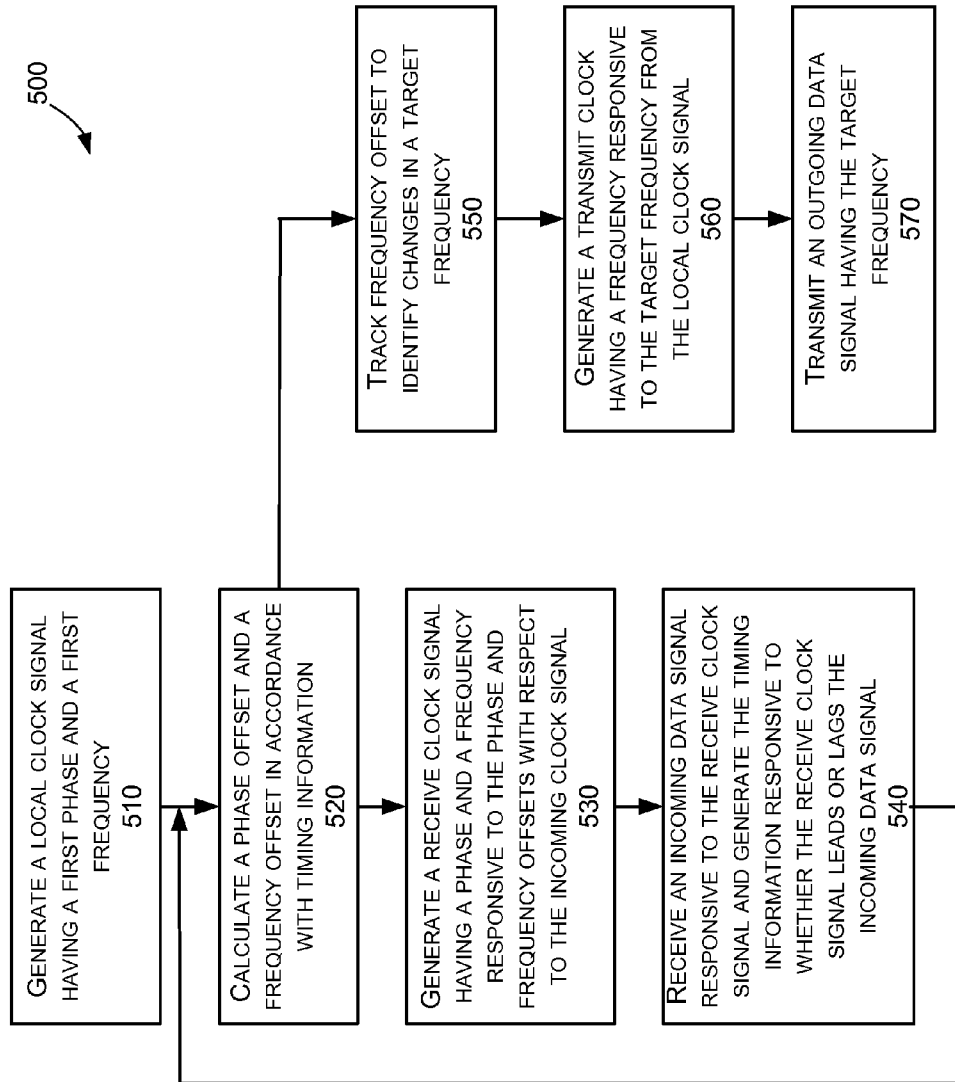 500
GENERATE A LOCAL CLOCK SIGNAL
HAVING A FIRST PHASE AND A FIRST
FREQUENCY
510
CALCULATE A PHASE OFFSET AND A
FREQUENCY OFFSET IN ACCORDANCE
WITH TIMING INFORMATION
520
GENERATE A RECEIVE CLOCK SIGNAL
HAVING A PHASE AND A FREQUENCY
RESPONSIVE TO THE PHASE AND
FREQUENCY OFFSETS WITH RESPECT
TO THE INCOMING CLOCK SIGNAL
530
RECEIVE AN INCOMING DATA SIGNAL
RESPONSIVE TO THE RECEIVE CLOCK
SIGNAL AND GENERATE THE TIMING
INFORMATION RESPONSIVE TO
WHETHER THE RECEIVE CLOCK
SIGNAL LEADS OR LAGS THE
INCOMING DATA SIGNAL
540
TRACK FREQUENCY OFFSET TO
IDENTIFY CHANGES IN A TARGET
FREQUENCY
550
GENERATE A TRANSMIT CLOCK
HAVING A FREQUENCY RESPONSIVE
TO THE TARGET FREQUENCY FROM
THE LOCAL CLOCK SIGNAL
560
TRANSMIT AN OUTGOING DATA
SIGNAL HAVING THE TARGET
FREQUENCY
570